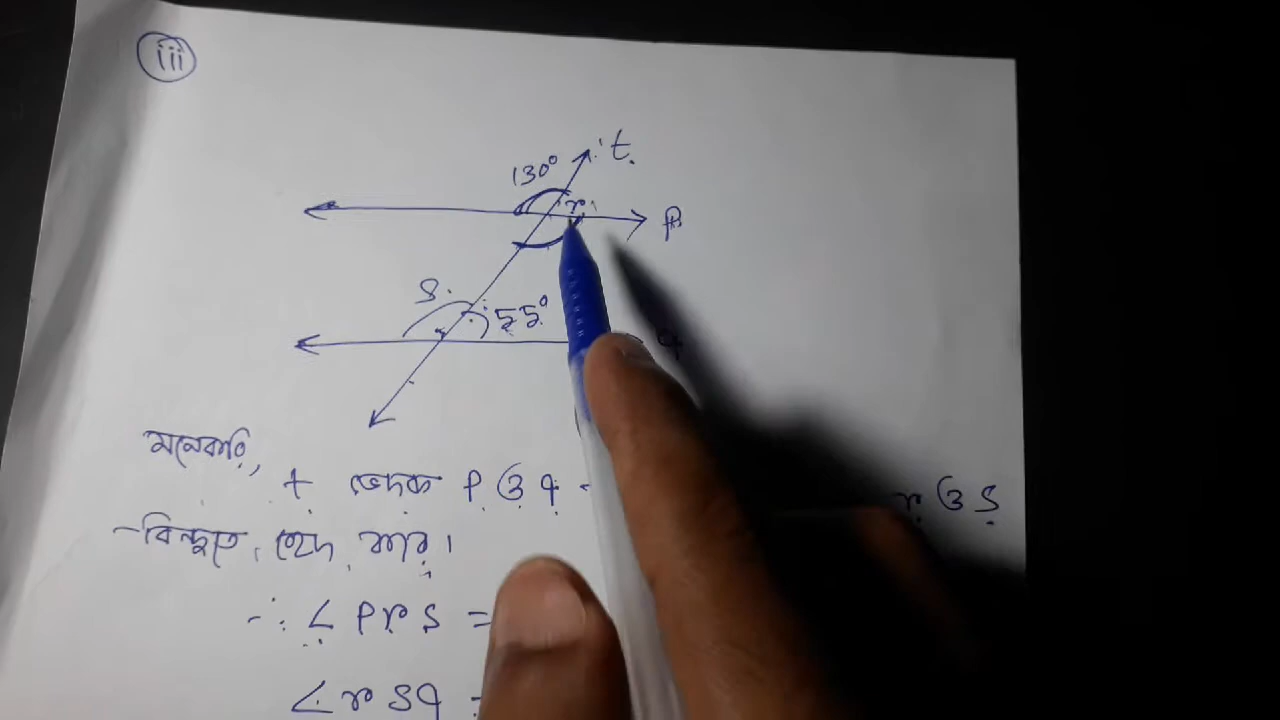 iii
t
130°
r
p
s
55°
q
মনেকরি,
t ভেদক p ও q r ও s
বিন্দুতে ছেদ করে।
∴ ∠ prs =
∠ rsq =